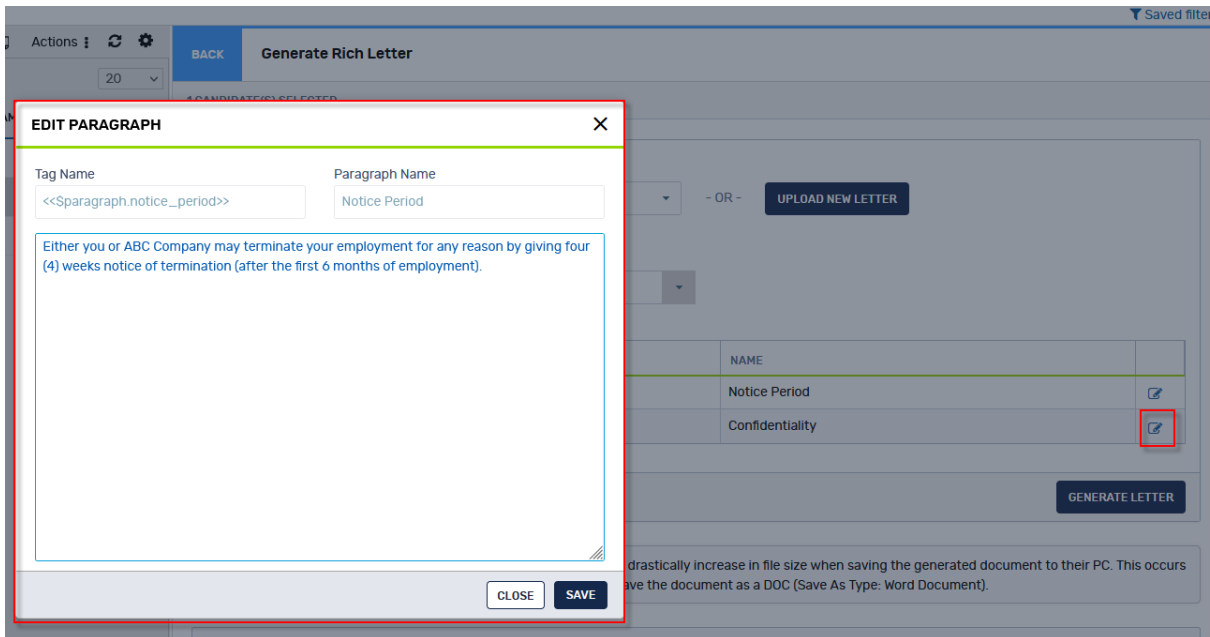 Saved filter
Actions
BACK
Generate Rich Letter
20
EDIT PARAGRAPH
Tag Name
Paragraph Name
<<$paragraph.notice_period>>
Notice Period
- OR -
UPLOAD NEW LETTER
Either you or ABC Company may terminate your employment for any reason by giving four
(4) weeks notice of termination (after the first 6 months of employment).
NAME
Notice Period
Confidentiality
GENERATE LETTER
drastically increase in file size when saving the generated document to their PC. This occurs
the document as a DOC (Save As Type: Word Document).
CLOSE
SAVE